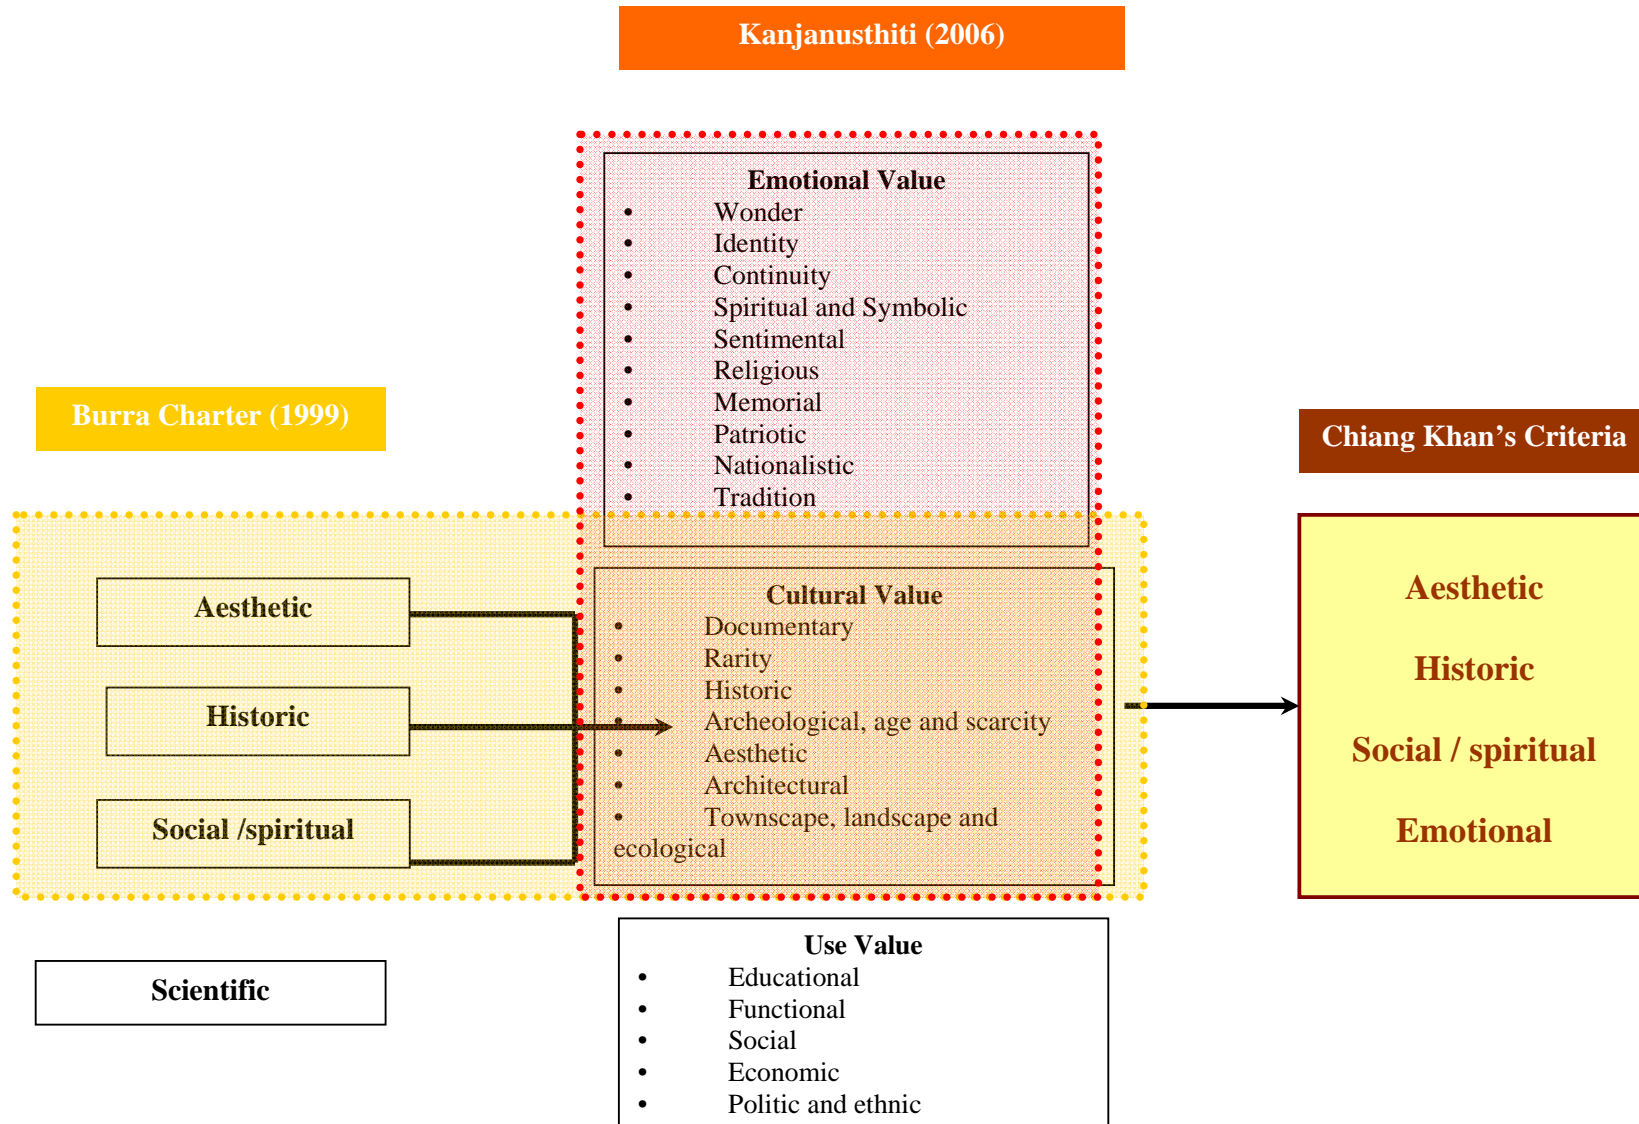 Kanjanusthiti (2006)
Emotional Value
• Wonder
• Identity
• Continuity
• Spiritual and Symbolic
• Sentimental
• Religious
• Memorial
• Patriotic
• Nationalistic
• Tradition
Burra Charter (1999)
Aesthetic
Historic
Social /spiritual
Scientific
Cultural Value
• Documentary
• Rarity
• Historic
• Archeological, age and scarcity
• Aesthetic
• Architectural
• Townscape, landscape and
ecological
Use Value
• Educational
• Functional
• Social
• Economic
• Politic and ethnic
Chiang Khan’s Criteria
Aesthetic
Historic
Social / spiritual
Emotional